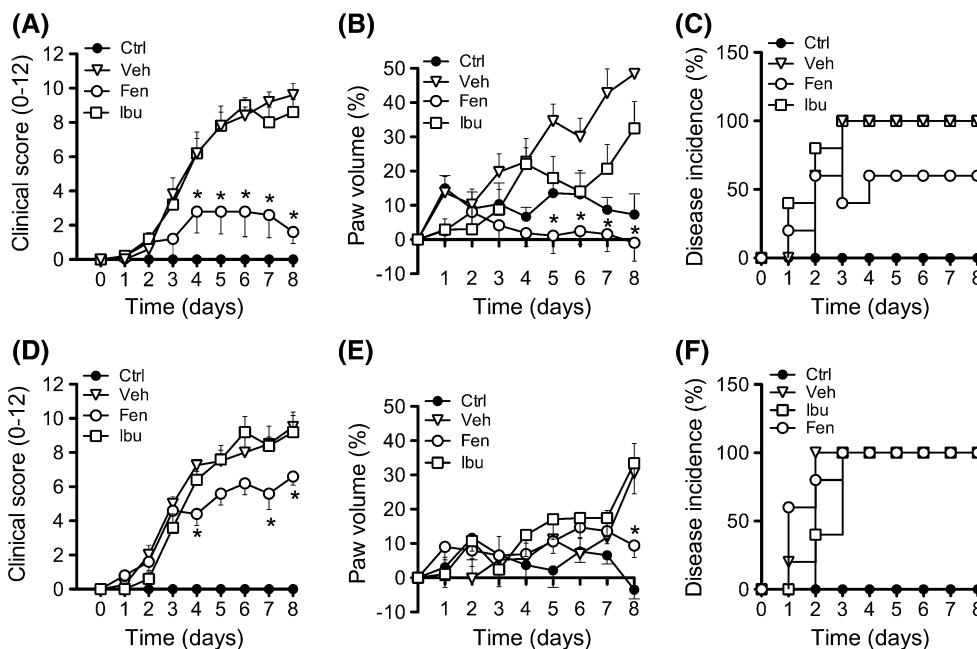 (A)
Clinical score (0-12)
12
10
8
6
4
2
0
Ctrl
Veh
Fen
Ibu
* * * * *
0 1 2 3 4 5 6 7 8
Time (days)
(B)
Paw volume (%)
50
40
30
20
10
0
-10
Ctrl
Veh
Fen
Ibu
* * * *
1 2 3 4 5 6 7 8
Time (days)
(C)
Disease incidence (%)
150
100
50
0
Ctrl
Veh
Fen
Ibu
0 1 2 3 4 5 6 7 8
Time (days)
(D)
Clinical score (0-12)
12
10
8
6
4
2
0
Ctrl
Veh
Fen
Ibu
* * *
0 1 2 3 4 5 6 7 8
Time (days)
(E)
Paw volume (%)
50
40
30
20
10
0
-10
Ctrl
Veh
Fen
Ibu
*
1 2 3 4 5 6 7 8
Time (days)
(F)
Disease incidence (%)
150
100
50
0
Ctrl
Veh
Ibu
Fen
0 1 2 3 4 5 6 7 8
Time (days)